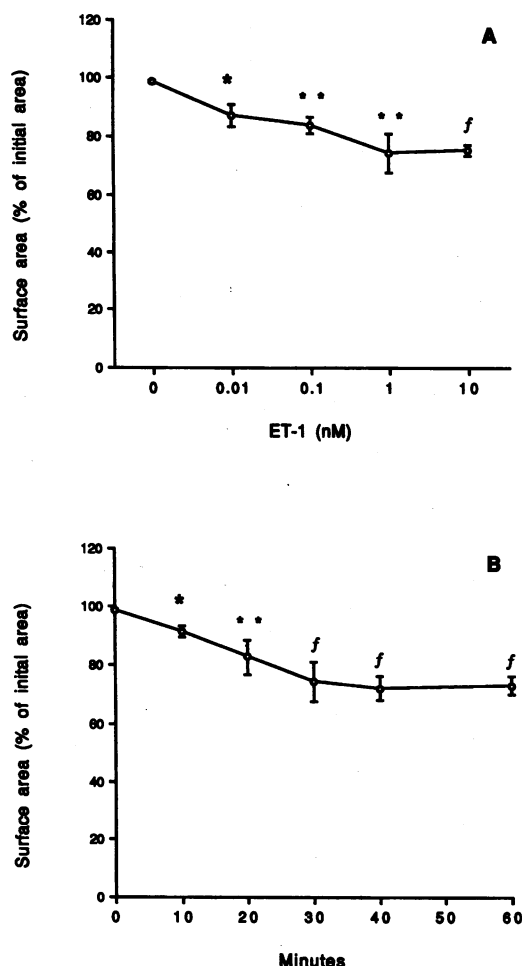 A
120
100
80
60
40
20
0
Surface area (% of initial area)
*
* *
* *
f
0 0.01 0.1 1 10
ET-1 (nM)
B
120
100
80
60
40
20
0
Surface area (% of inital area)
*
* *
f
f
f
0 10 20 30 40 50 60
Minutes